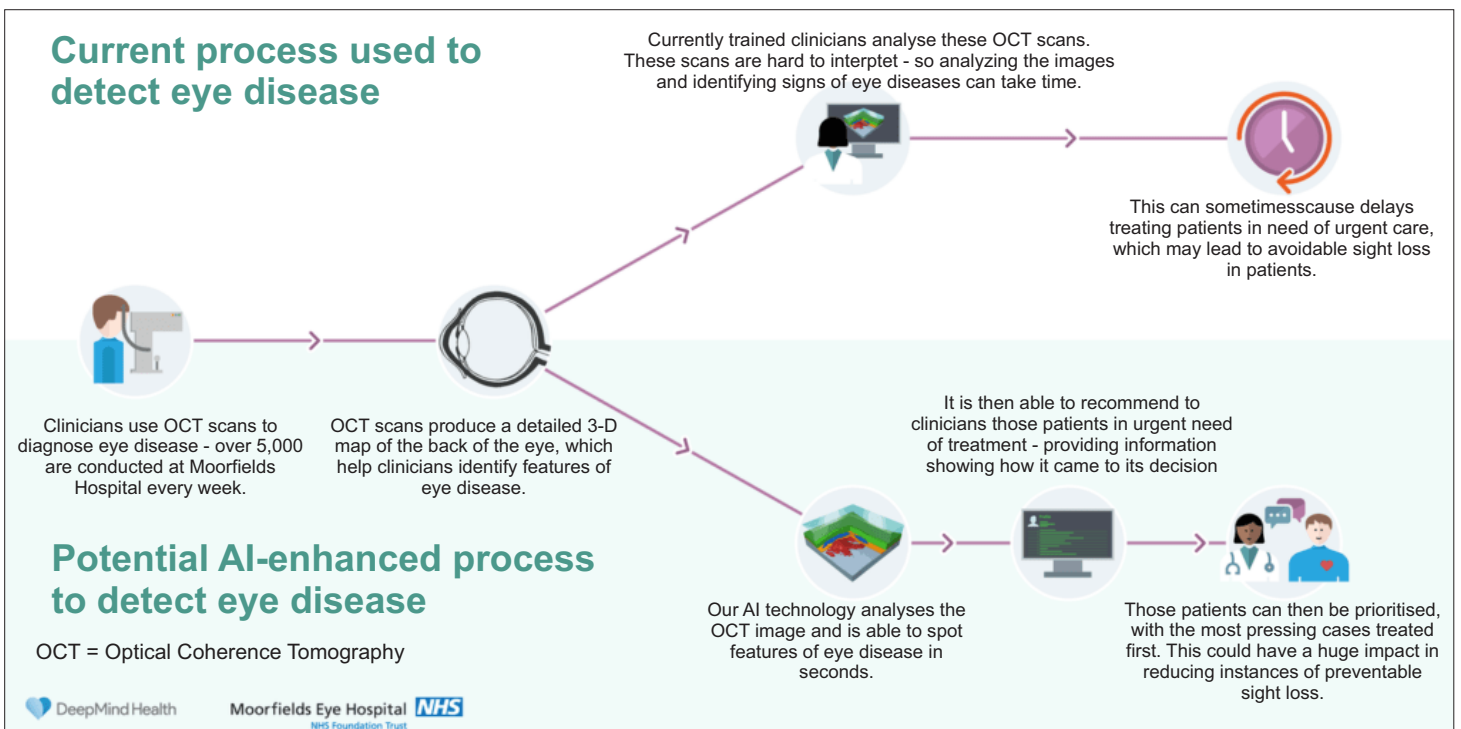 Current process used to
detect eye disease
Currently trained clinicians analyse these OCT scans.
These scans are hard to interptet - so analyzing the images
and identifying signs of eye diseases can take time.
This can sometimesscause delays
treating patients in need of urgent care,
which may lead to avoidable sight loss
in patients.
Clinicians use OCT scans to
diagnose eye disease - over 5,000
are conducted at Moorfields
Hospital every week.
OCT scans produce a detailed 3-D
map of the back of the eye, which
help clinicians identify features of
eye disease.
Potential AI-enhanced process
to detect eye disease
OCT = Optical Coherence Tomography
Our AI technology analyses the
OCT image and is able to spot
features of eye disease in
seconds.
It is then able to recommend to
clinicians those patients in urgent need
of treatment - providing information
showing how it came to its decision
Those patients can then be prioritised,
with the most pressing cases treated
first. This could have a huge impact in
reducing instances of preventable
sight loss.
DeepMind Health
Moorfields Eye Hospital NHS
NHS Foundation Trust